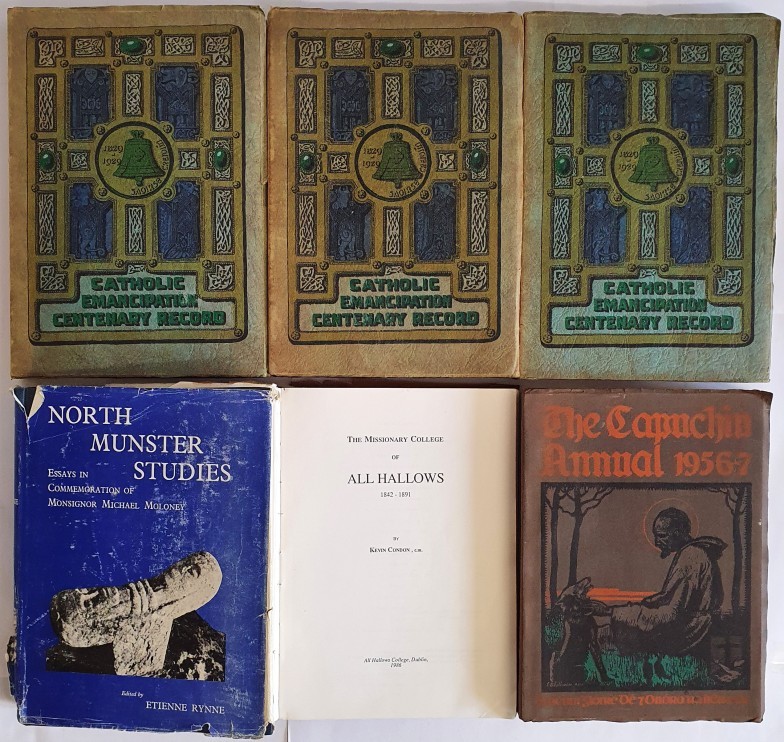 1829
1929
CATHOLIC
EMANCIPATION
CENTENARY RECORD
1829
1929
CATHOLIC
EMANCIPATION
CENTENARY RECORD
1829
1929
CATHOLIC
EMANCIPATION
CENTENARY RECORD
NORTH
MUNSTER
STUDIES
ESSAYS IN
COMMEMORATION OF
MONSIGNOR MICHAEL MOLONEY
Edited by
ETIENNE RYNNE
THE MISSIONARY COLLEGE
OF
ALL HALLOWS
1842 - 1891
BY
KEVIN CONDON, C.M.
All Hallows College, Dublin,
1986
The Capuchin
Annual 1956-7